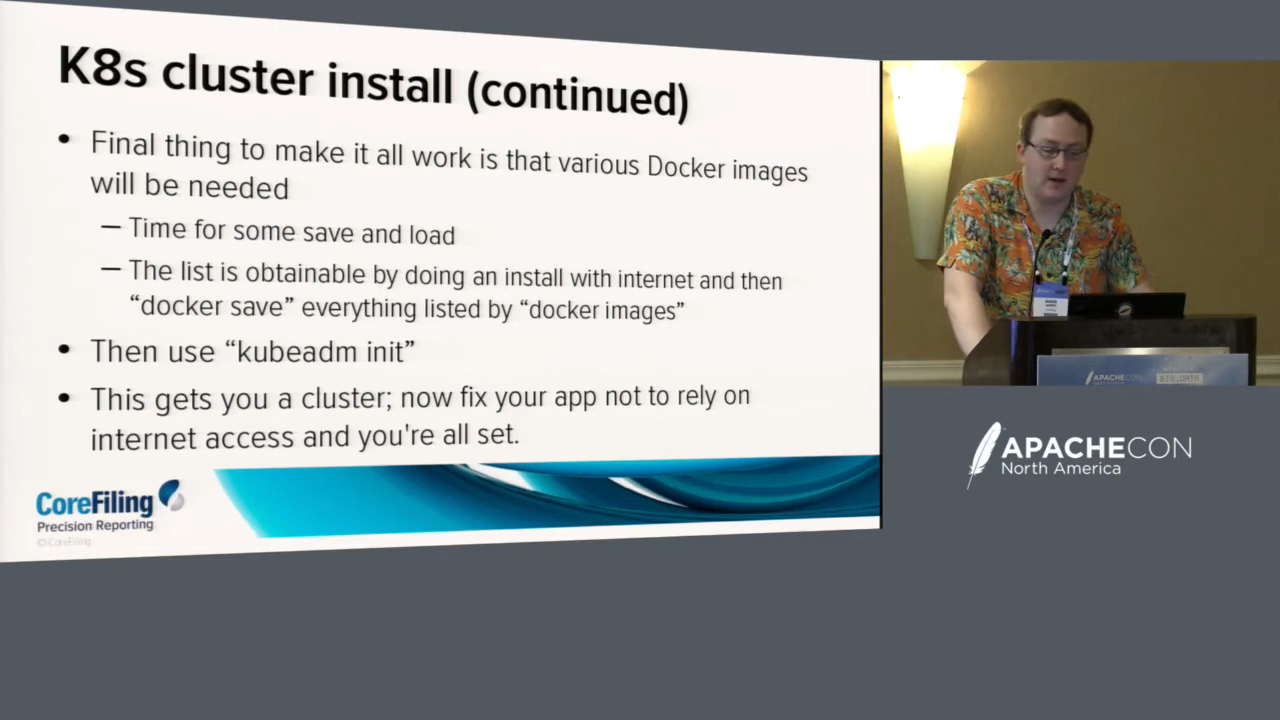 K8s cluster install (continued)
• Final thing to make it all work is that various Docker images
will be needed
– Time for some save and load
– The list is obtainable by doing an install with internet and then
“docker save” everything listed by “docker images”
• Then use “kubeadm init”
• This gets you a cluster; now fix your app not to rely on
internet access and you're all set.
CoreFiling
Precision Reporting
© CoreFiling
APACHECON
BIG_DATA
APACHECON
North America